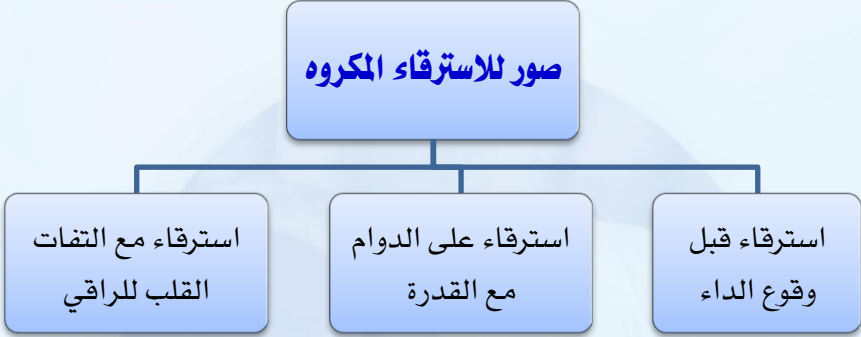 صور للاسترقاء المكروه
استرقاء قبل
وقوع الداء
استرقاء على الدوام
مع القدرة
استرقاء مع التفات
القلب للراقي